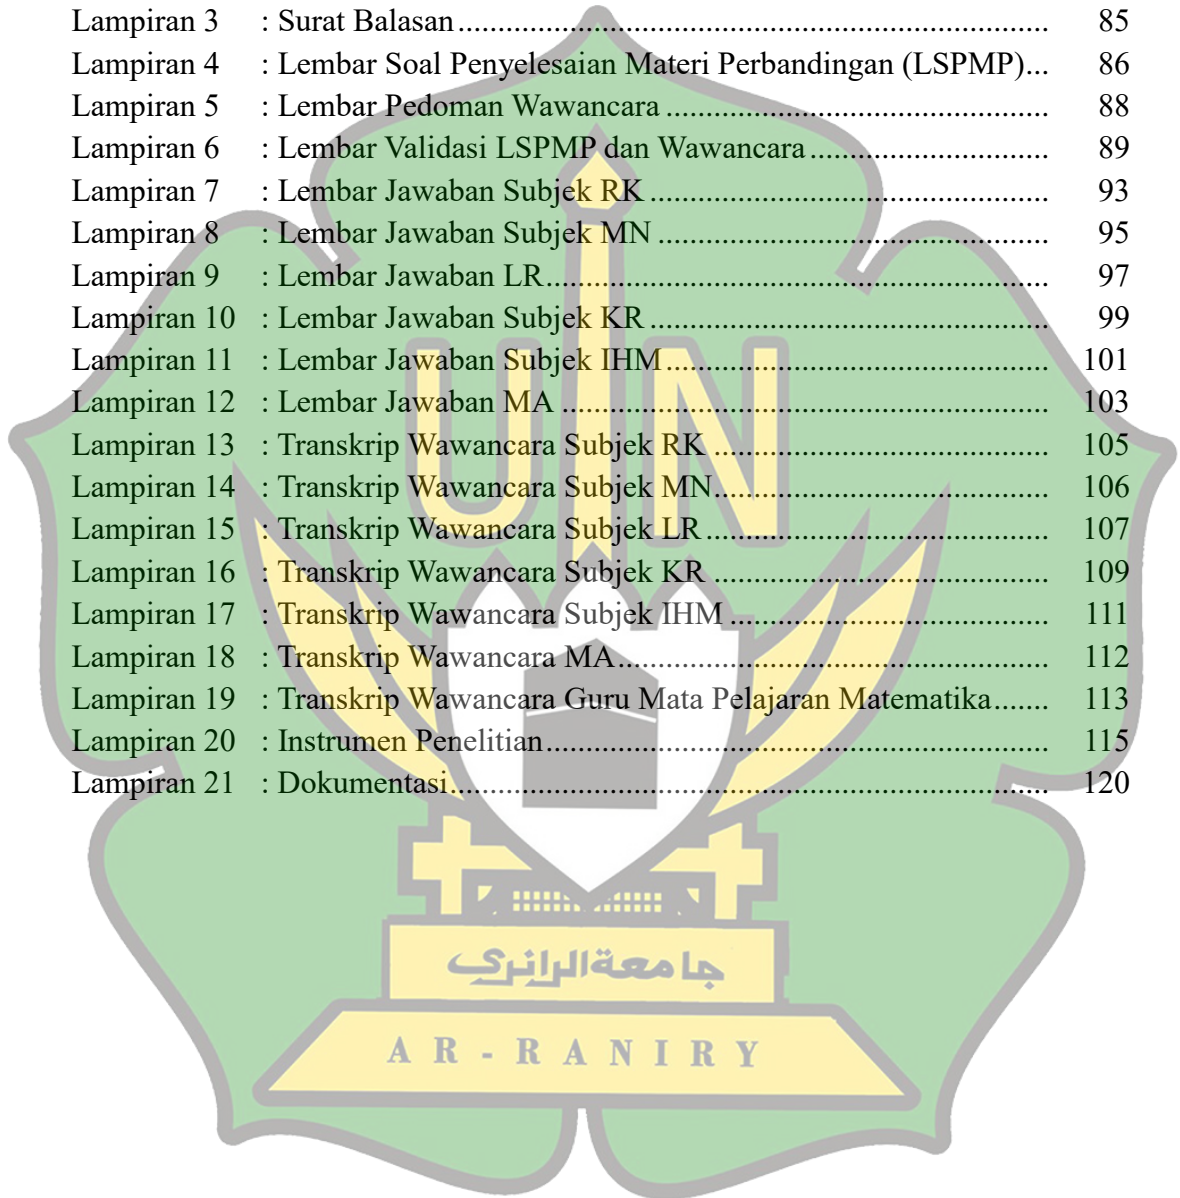 Lampiran 3 : Surat Balasan.......................................................................... 85
Lampiran 4 : Lembar Soal Penyelesaian Materi Perbandingan (LSPMP)... 86
Lampiran 5 : Lembar Pedoman Wawancara ................................................ 88
Lampiran 6 : Lembar Validasi LSPMP dan Wawancara .............................. 89
Lampiran 7 : Lembar Jawaban Subjek RK .................................................. 93
Lampiran 8 : Lembar Jawaban Subjek MN ................................................. 95
Lampiran 9 : Lembar Jawaban LR............................................................... 97
Lampiran 10 : Lembar Jawaban Subjek KR .................................................. 99
Lampiran 11 : Lembar Jawaban Subjek IHM................................................ 101
Lampiran 12 : Lembar Jawaban MA ............................................................. 103
Lampiran 13 : Transkrip Wawancara Subjek RK .......................................... 105
Lampiran 14 : Transkrip Wawancara Subjek MN.......................................... 106
Lampiran 15 : Transkrip Wawancara Subjek LR ........................................... 107
Lampiran 16 : Transkrip Wawancara Subjek KR .......................................... 109
Lampiran 17 : Transkrip Wawancara Subjek IHM ........................................ 111
Lampiran 18 : Transkrip Wawancara MA...................................................... 112
Lampiran 19 : Transkrip Wawancara Guru Mata Pelajaran Matematika....... 113
Lampiran 20 : Instrumen Penelitian............................................................... 115
Lampiran 21 : Dokumentasi........................................................................... 120
UIN
جامعةالرانري
AR-RANIRY